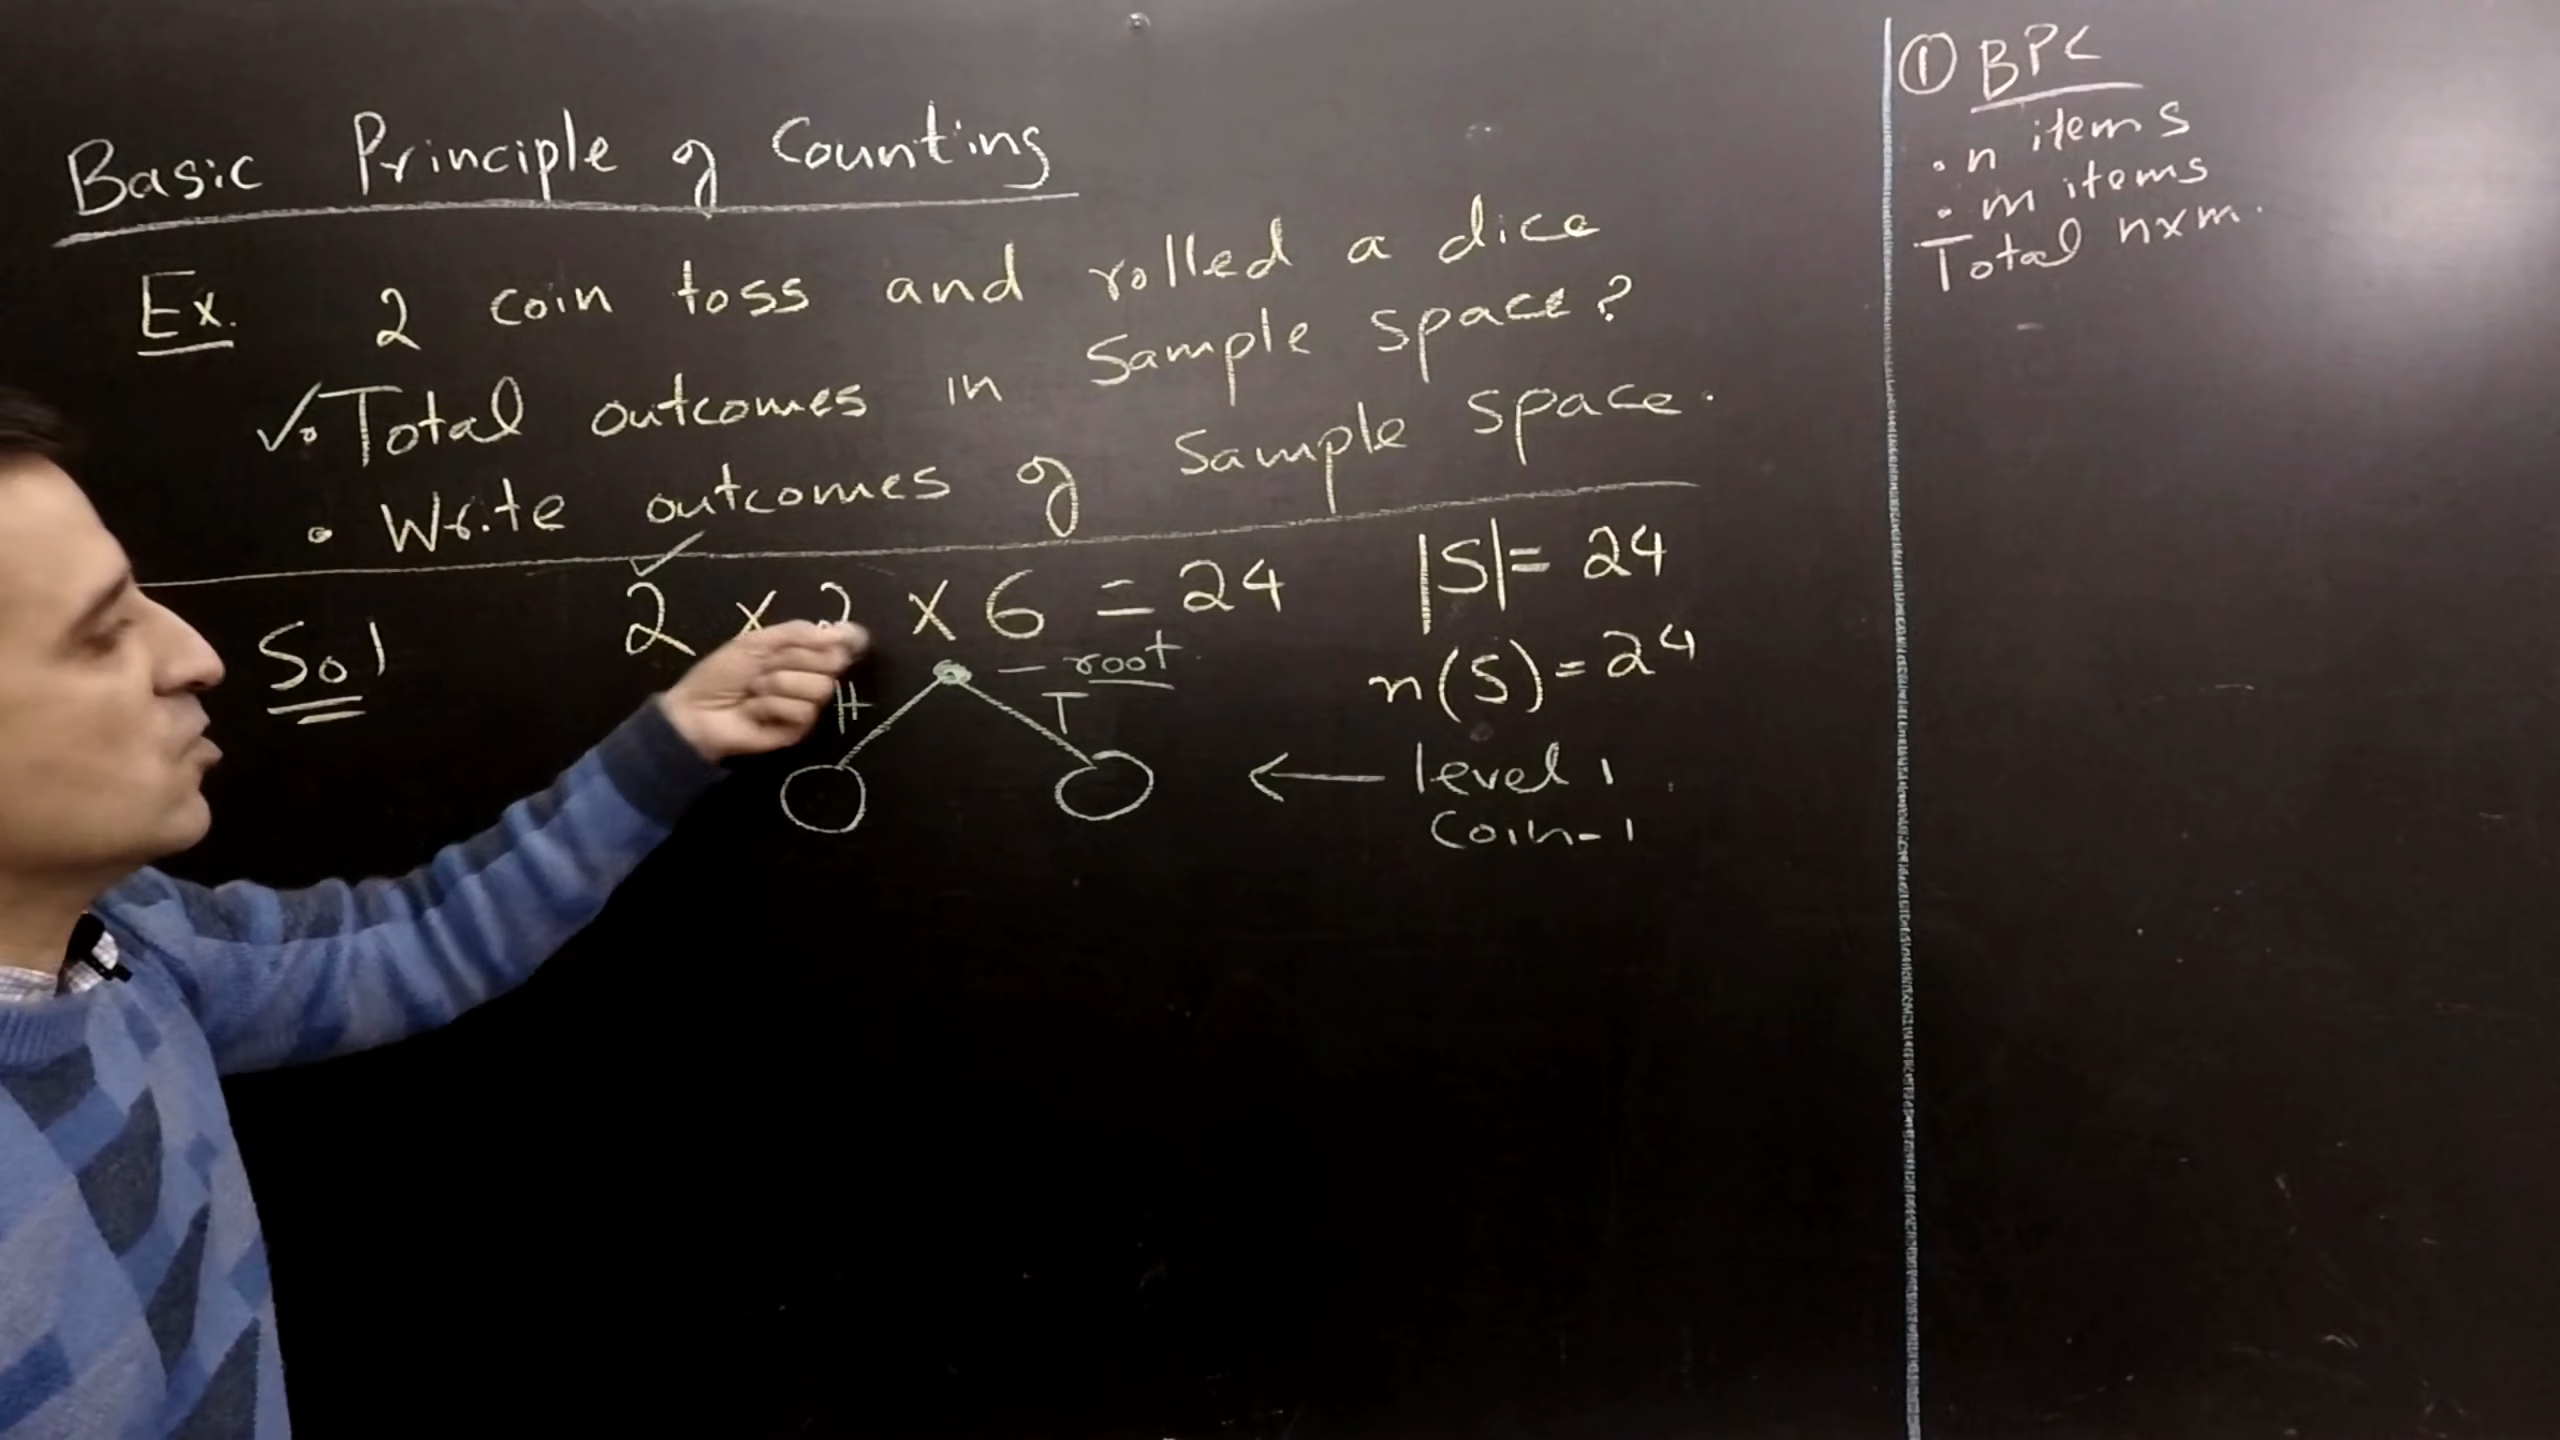 Basic Principle of Counting
Ex. 2 coin toss and rolled a dice
✓• Total outcomes in Sample space?
• Write outcomes of Sample space.
Sol 2 × 2 × 6 = 24
|S| = 24
n(S) = 24
root
H T
← level 1
Coin-1
① BPC
• n items
• m items
Total n×m.